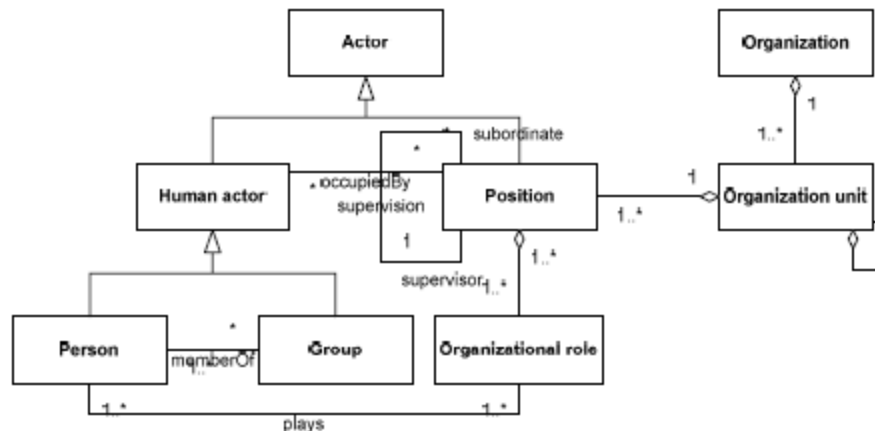 Actor
Organization
1
1..*
* subordinate
*
occupiedBy
*
Human actor
Position
1
Organization unit
supervision
1..*
1
1..*
supervisor
1..*
*
Person
memberOf
1..*
Group
Organizational role
1..*
1..*
plays